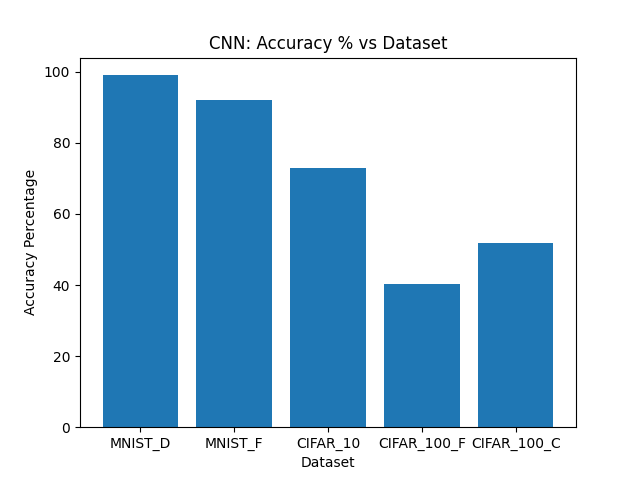 CNN: Accuracy % vs Dataset
Accuracy Percentage
100
80
60
40
20
0
MNIST_D MNIST_F CIFAR_10 CIFAR_100_F CIFAR_100_C
Dataset